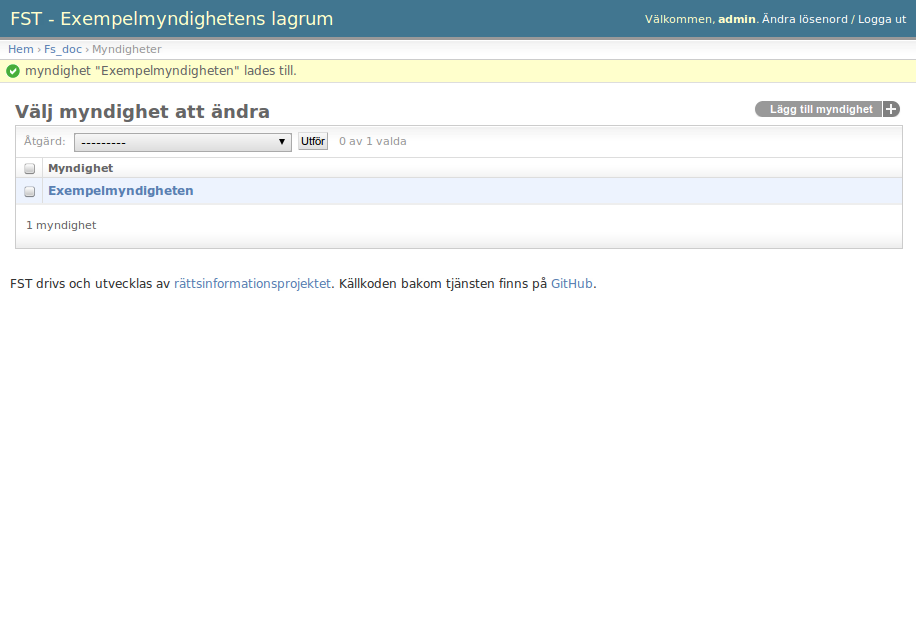 FST - Exempelmyndighetens lagrum
Välkommen, admin. Ändra lösenord / Logga ut
Hem › Fs_doc › Myndigheter
myndighet "Exempelmyndigheten" lades till.
Välj myndighet att ändra
Lägg till myndighet +
Åtgärd: --------- Utför 0 av 1 valda
Myndighet
Exempelmyndigheten
1 myndighet
FST drivs och utvecklas av rättsinformationsprojektet. Källkoden bakom tjänsten finns på GitHub.